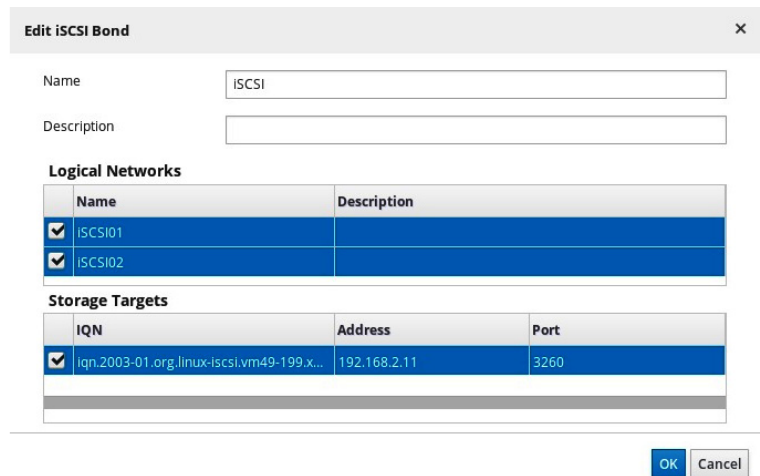 Edit iSCSI Bond ×
Name iSCSI
Description
Logical Networks
Name Description
iSCSI01
iSCSI02
Storage Targets
IQN Address Port
iqn.2003-01.org.linux-iscsi.vm49-199.x... 192.168.2.11 3260
OK Cancel